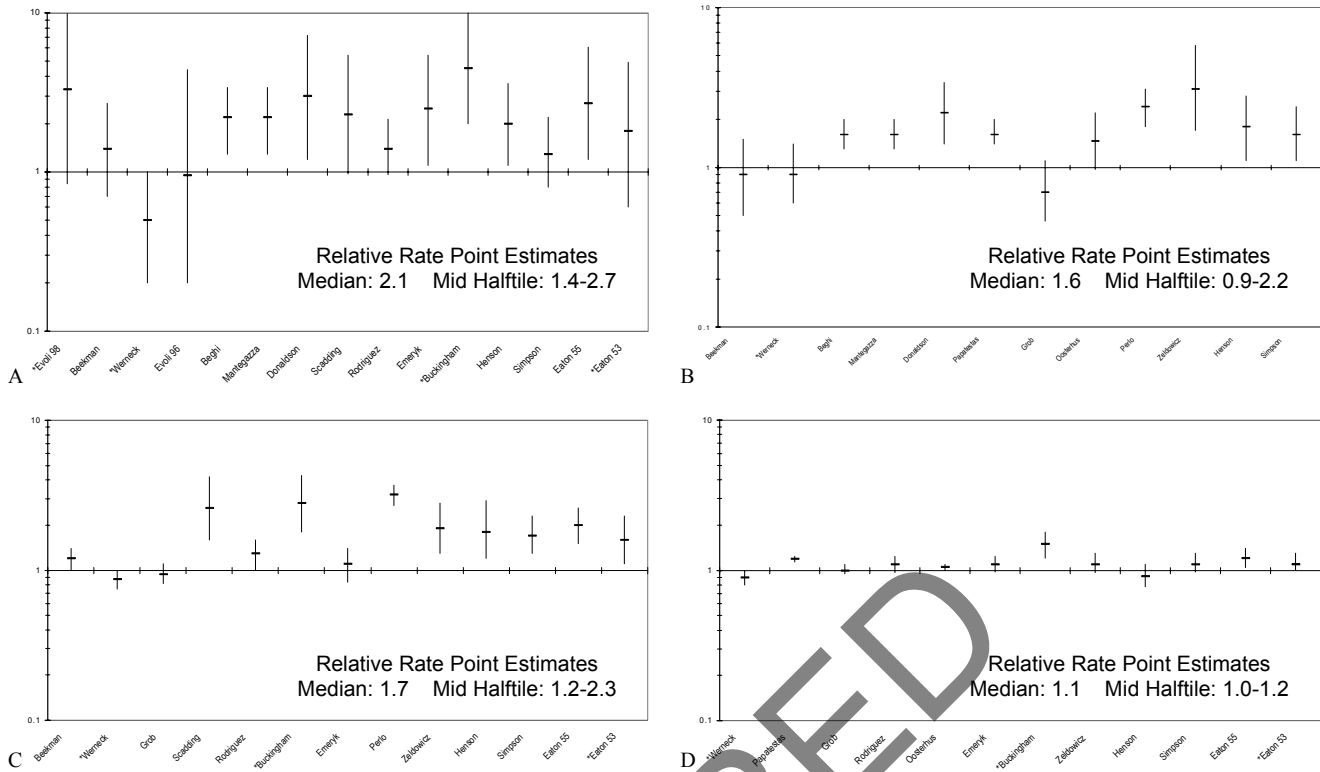 10
1
0.1
Relative Rate Point Estimates
Median: 2.1 Mid Halftile: 1.4-2.7
*Evoli 98
Beekman
*Werneck
Evoli 96
Beghi
Mantegazza
Donaldson
Scadding
Rodriguez
Emeryk
*Buckingham
Henson
Simpson
Eaton 55
*Eaton 53
A
10
1
0.1
Relative Rate Point Estimates
Median: 1.6 Mid Halftile: 0.9-2.2
Beekman
*Werneck
Beghi
Mantegazza
Donaldson
Papatestas
Grob
Oosterhuis
Perlo
Zeldowicz
Henson
Simpson
B
10
1
0.1
Relative Rate Point Estimates
Median: 1.7 Mid Halftile: 1.2-2.3
Beekman
*Werneck
Grob
Scadding
Rodriguez
*Buckingham
Emeryk
Perlo
Zeldowicz
Henson
Simpson
Eaton 55
*Eaton 53
C
10
1
0.1
Relative Rate Point Estimates
Median: 1.1 Mid Halftile: 1.0-1.2
*Werneck
Papatestas
Grob
Rodriguez
Oosterhuis
Emeryk
*Buckingham
Zeldowicz
Henson
Simpson
Eaton 55
*Eaton 53
D
PED